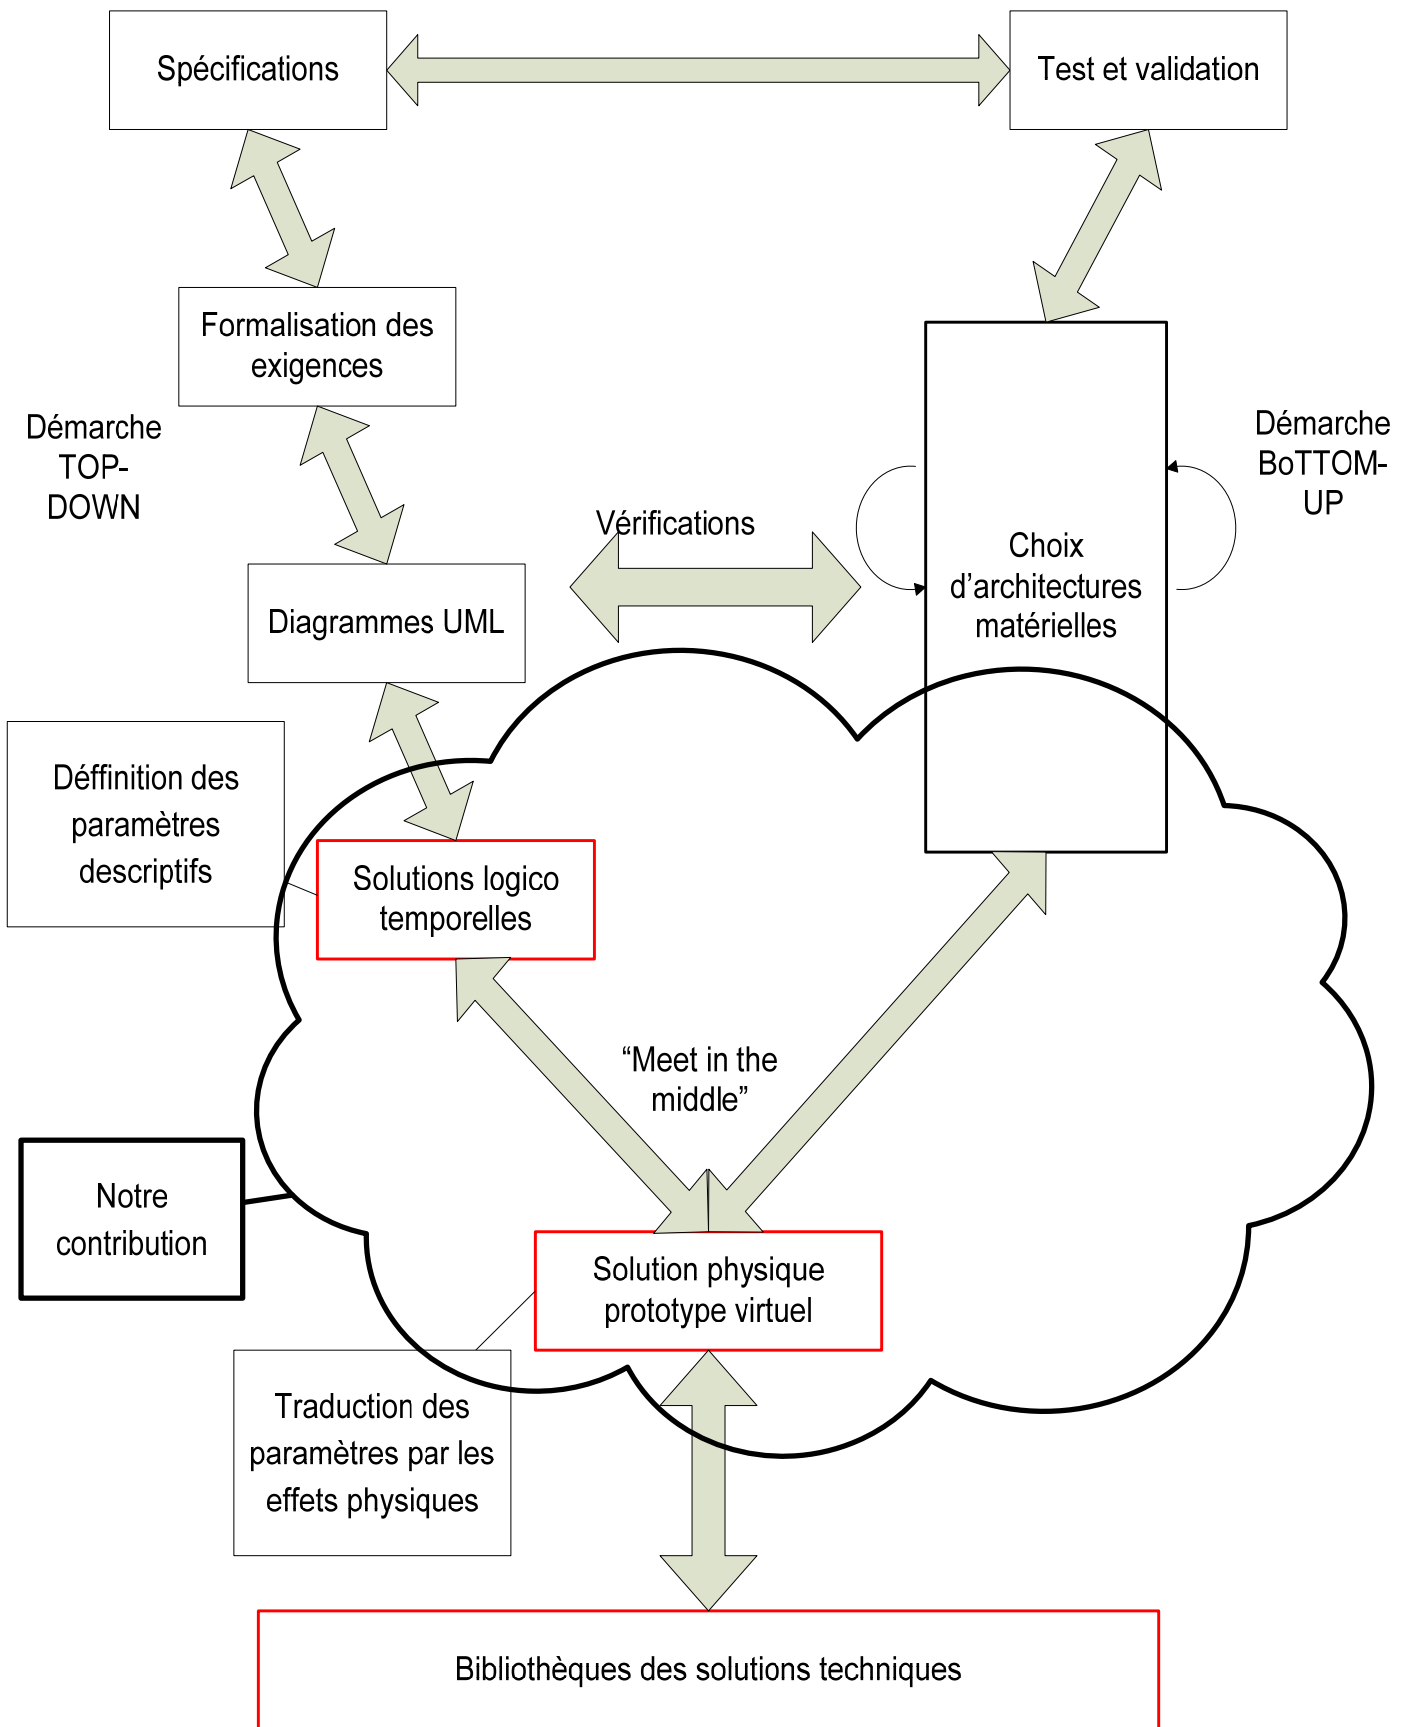 Spécifications
Test et validation
Formalisation des
exigences
Démarche
TOP-
DOWN
Démarche
BoTTOM-
UP
Vérifications
Choix
d’architectures
matérielles
Diagrammes UML
Déffinition des
paramètres
descriptifs
Solutions logico
temporelles
“Meet in the
middle”
Notre
contribution
Solution physique
prototype virtuel
Traduction des
paramètres par les
effets physiques
Bibliothèques des solutions techniques